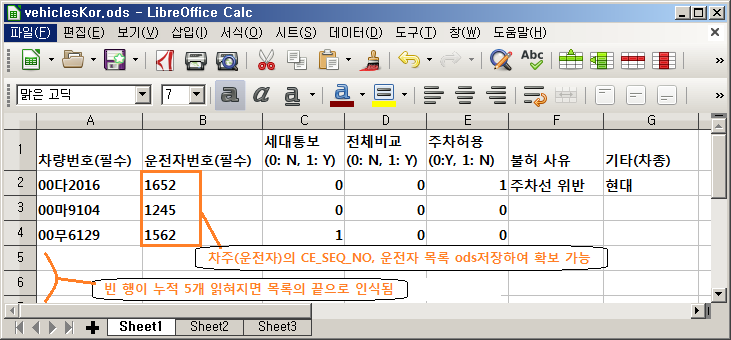 vehiclesKor.ods - LibreOffice Calc
파일(F) 편집(E) 보기(V) 삽입(I) 서식(O) 시트(S) 데이터(D) 도구(T) 창(W) 도움말(H)
Abc
맑은 고딕 7 a a a
A B C D E F G
1 차량번호(필수) 운전자번호(필수) 세대통보 (0: N, 1: Y) 전체비교 (0: N, 1: Y) 주차허용 (0:Y, 1: N) 불허 사유 기타(차종)
2 00다2016 1652 0 0 1 주차선 위반 현대
3 00마9104 1245 0 0 0
4 00무6129 1562 1 0 0
5 차주(운전자)의 CE_SEQ_NO, 운전자 목록 ods저장하여 확보 가능
6 빈 행이 누적 5개 읽혀지면 목록의 끝으로 인식됨
7
Sheet1 Sheet2 Sheet3